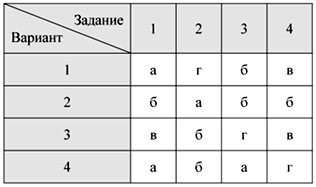 Задание
Вариант 1 2 3 4
1 а г б в
2 б а б б
3 в б г в
4 а б а г